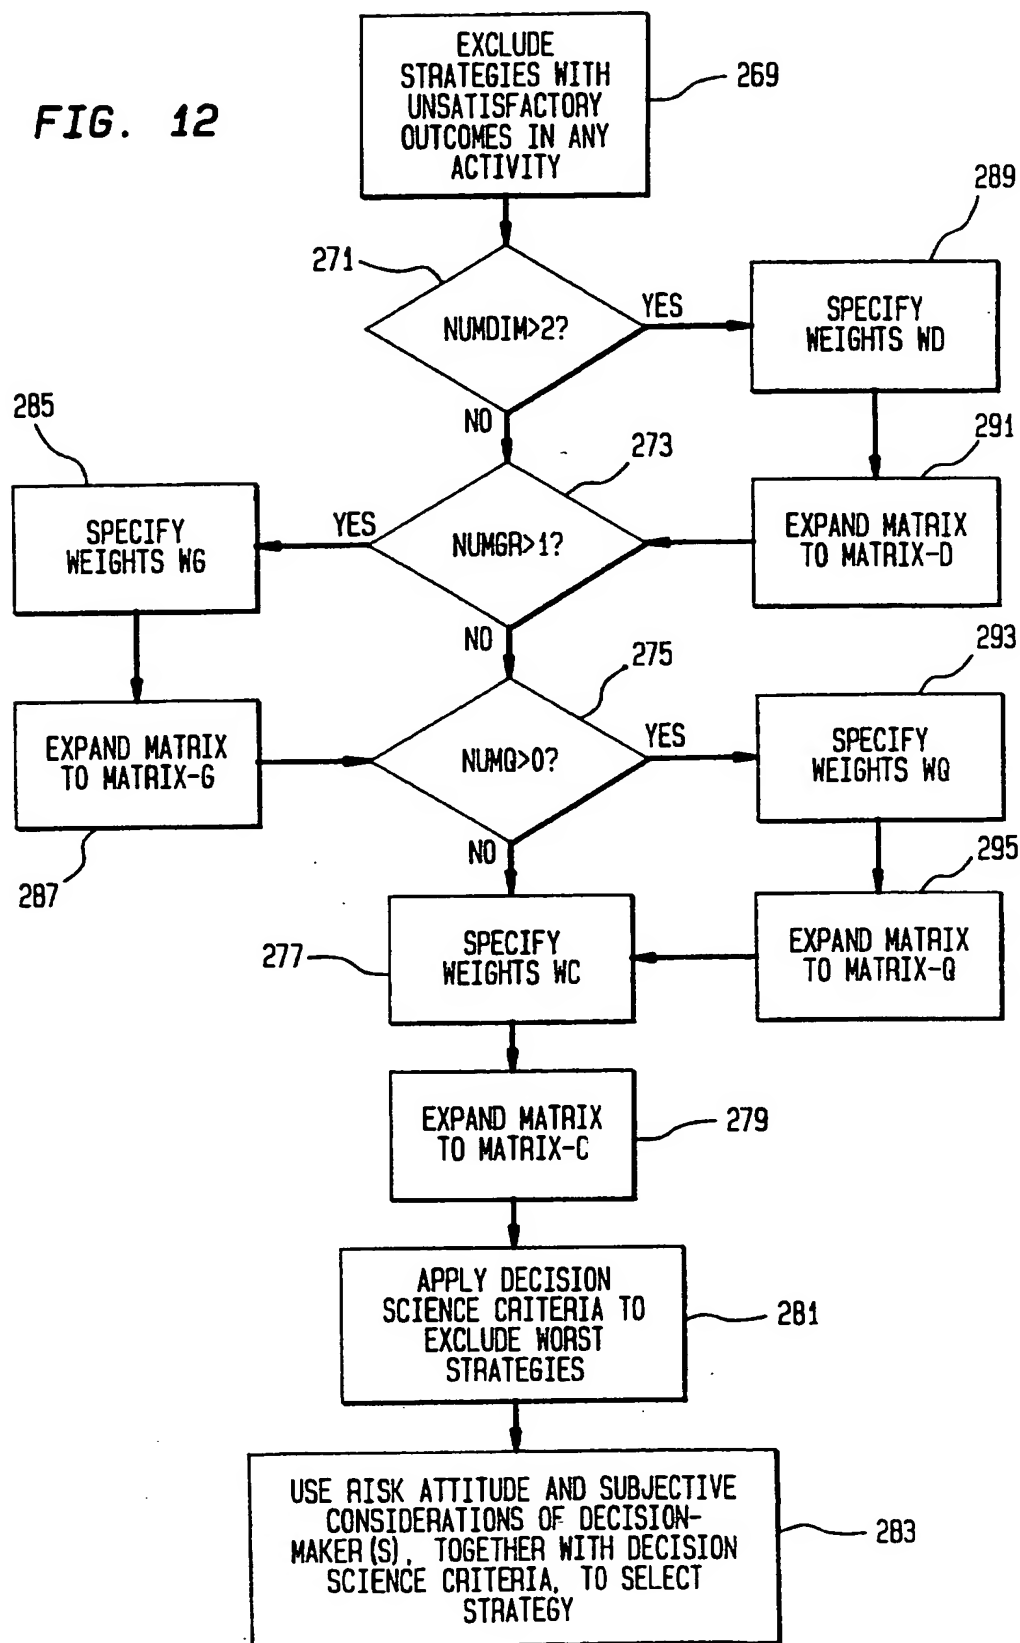 FIG. 12
EXCLUDE
STRATEGIES WITH
UNSATISFACTORY
OUTCOMES IN ANY
ACTIVITY
269
271
NUMDIM>2?
YES
NO
289
SPECIFY
WEIGHTS WD
291
EXPAND MATRIX
TO MATRIX-D
273
NUMGR>1?
YES
NO
285
SPECIFY
WEIGHTS WG
EXPAND MATRIX
TO MATRIX-G
287
275
NUMQ>0?
YES
NO
293
SPECIFY
WEIGHTS WQ
295
EXPAND MATRIX
TO MATRIX-Q
277
SPECIFY
WEIGHTS WC
EXPAND MATRIX
TO MATRIX-C
279
APPLY DECISION
SCIENCE CRITERIA TO
EXCLUDE WORST
STRATEGIES
281
USE RISK ATTITUDE AND SUBJECTIVE
CONSIDERATIONS OF DECISION-
MAKER(S), TOGETHER WITH DECISION
SCIENCE CRITERIA, TO SELECT
STRATEGY
283